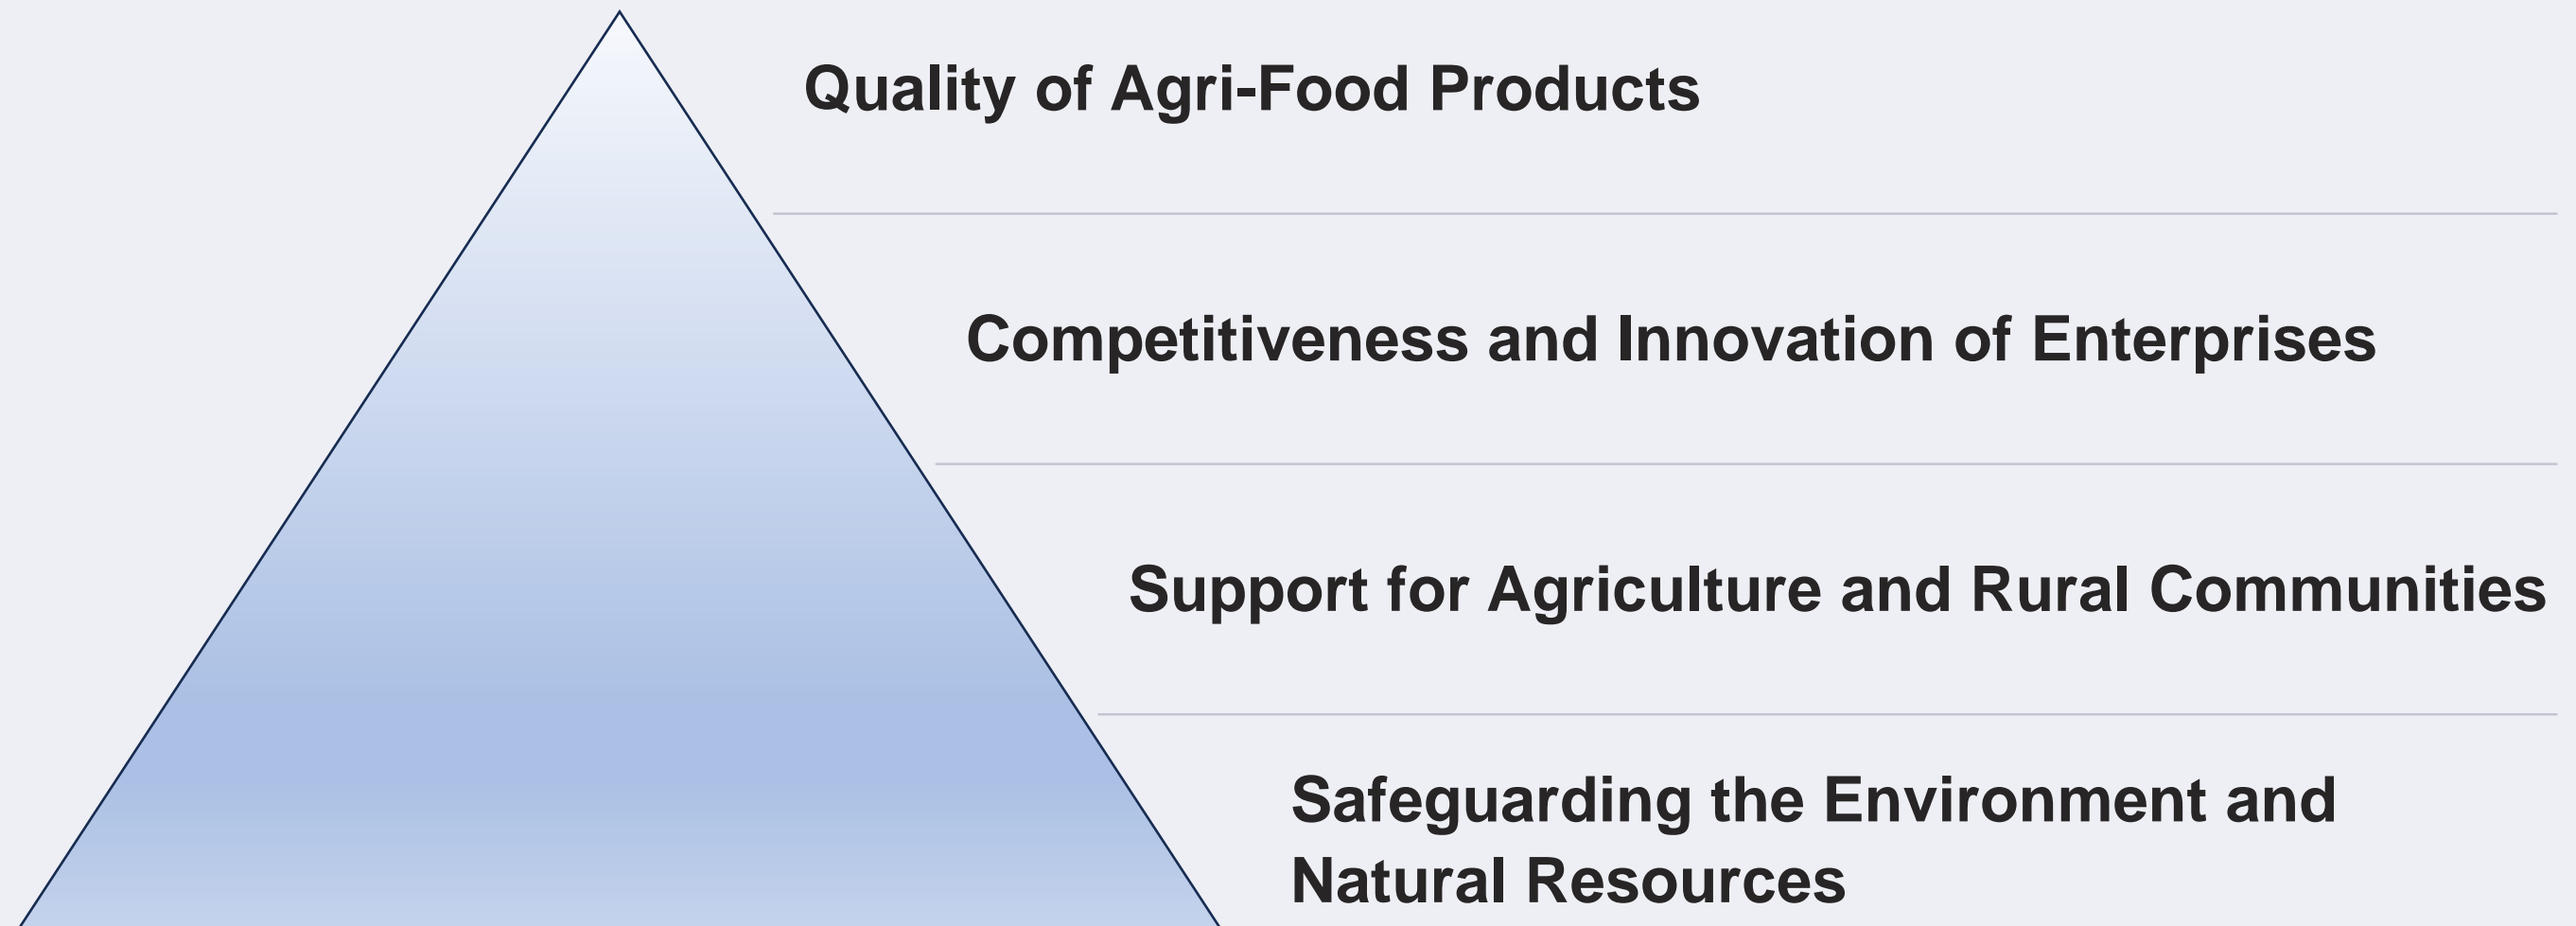 Quality of Agri-Food Products
Competitiveness and Innovation of Enterprises
Support for Agriculture and Rural Communities
Safeguarding the Environment and
Natural Resources